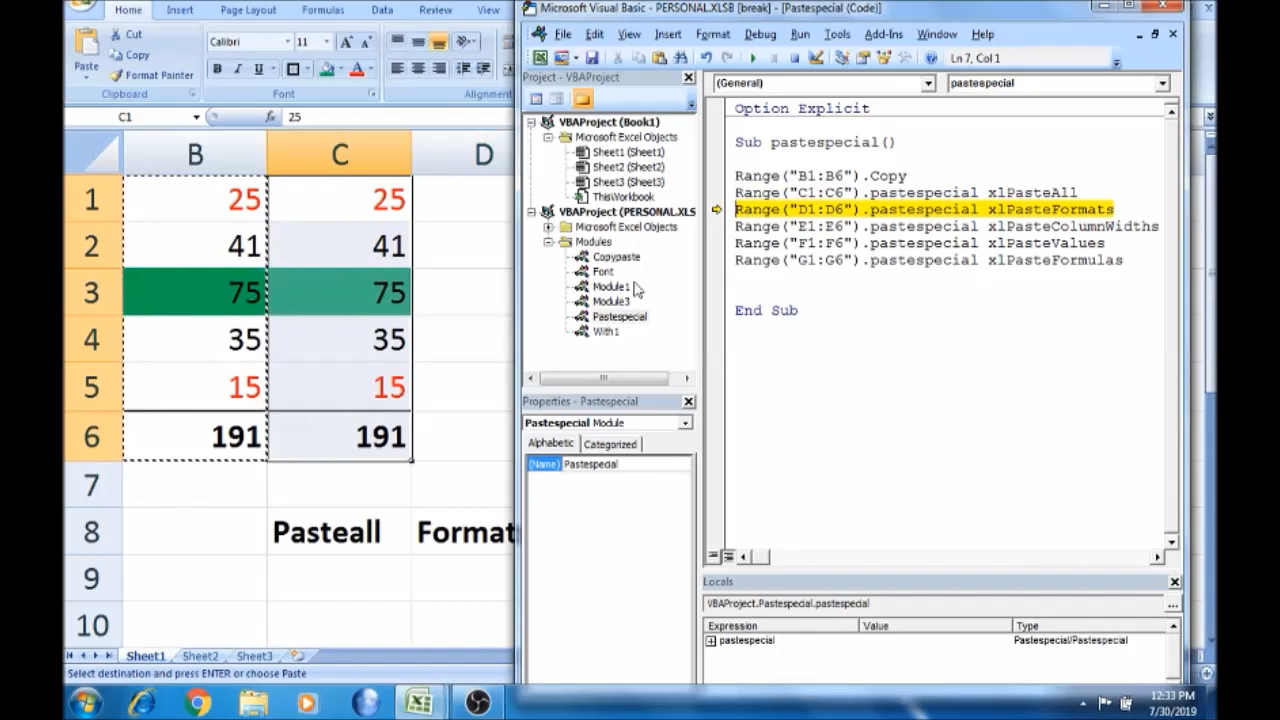 Home Insert Page Layout Formulas Data Review View
Paste
Cut
Copy
Format Painter
Calibri 11
B I U A
Clipboard Font Alignment
C1 fx 25
B C D
1 25 25
2 41 41
3 75 75
4 35 35
5 15 15
6 191 191
7
8 Pasteall Format
9
10
Sheet1 Sheet2 Sheet3
Select destination and press ENTER or choose Paste
Microsoft Visual Basic - PERSONAL.XLSB [break] - [Pastespecial (Code)]
File Edit View Insert Format Debug Run Tools Add-Ins Window Help
Ln 7, Col 1
Project - VBAProject
VBAProject (Book1)
Microsoft Excel Objects
Sheet1 (Sheet1)
Sheet2 (Sheet2)
Sheet3 (Sheet3)
ThisWorkbook
VBAProject (PERSONAL.XLS
Microsoft Excel Objects
Modules
Copypaste
Font
Module1
Module3
Pastespecial
With1
Properties - Pastespecial
Pastespecial Module
Alphabetic Categorized
(Name) Pastespecial
(General) pastespecial
Option Explicit
Sub pastespecial()
Range("B1:B6").Copy
Range("C1:C6").pastespecial xlPasteAll
Range("D1:D6").pastespecial xlPasteFormats
Range("E1:E6").pastespecial xlPasteColumnWidths
Range("F1:F6").pastespecial xlPasteValues
Range("G1:G6").pastespecial xlPasteFormulas
End Sub
Locals
VBAProject.Pastespecial.pastespecial
Expression Value Type
pastespecial Pastespecial/Pastespecial
12:33 PM
7/30/2019